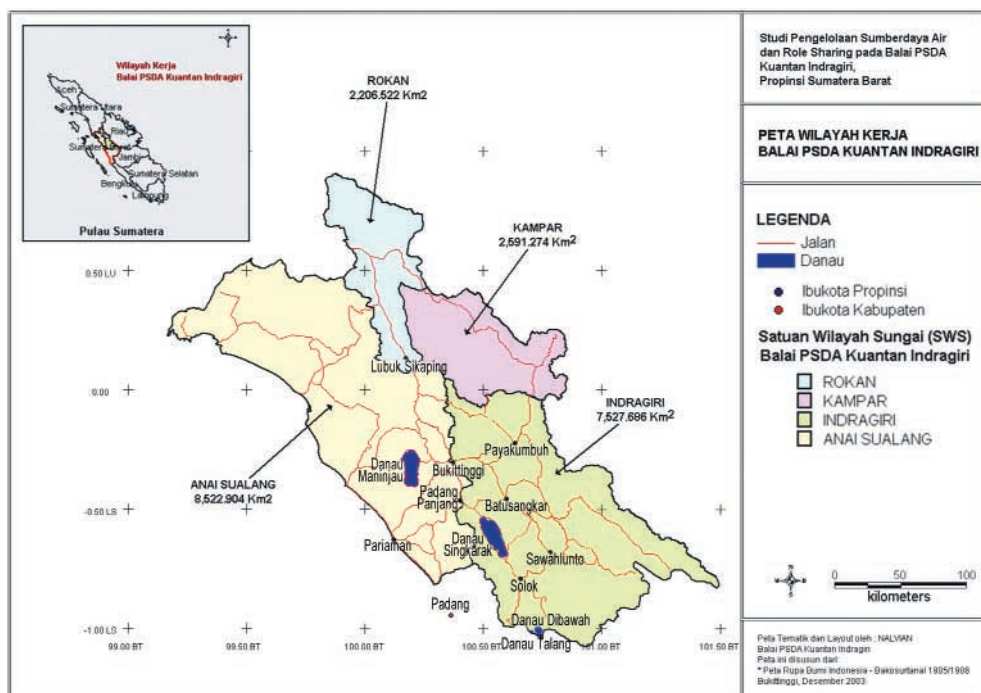 Wilayah Kerja
Balai PSDA Kuantan Indragiri
Aceh
Sumatera Utara
Riau
Jambi
Sumatera Selatan
Bengkulu
Lampung
Pulau Sumatera
ROKAN
2,206.522 Km2
KAMPAR
2,591.274 Km2
INDRAGIRI
7,527.686 Km2
ANAI SUALANG
8,522.904 Km2
Lubuk Sikaping
Payakumbuh
Danau
Maninjau
Bukittinggi
Padang
Panjang
Batusangkar
Pariaman
Danau
Singkarak
Sawahlunto
Solok
Padang
Danau Dibawah
Danau Talang
0.50 LU
0.00
-0.50 LS
-1.00 LS
99.00 BT
99.50 BT
100.00 BT
100.50 BT
101.00 BT
101.50 BT
Studi Pengelolaan Sumberdaya Air
dan Role Sharing pada Balai PSDA
Kuantan Indragiri,
Propinsi Sumatera Barat
PETA WILAYAH KERJA
BALAI PSDA KUANTAN INDRAGIRI
LEGENDA
Jalan
Danau
Ibukota Propinsi
Ibukota Kabupaten
Satuan Wilayah Sungai (SWS)
Balai PSDA Kuantan Indragiri
ROKAN
KAMPAR
INDRAGIRI
ANAI SUALANG
N
W E
S
0 50 100
kilometers
Peta Tematik dan Layout oleh : NALVIAN
Balai PSDA Kuantan Indragiri
Peta ini disusun dari:
* Peta Rupa Bumi Indonesia - Bakosurtanal
Bukittinggi, Desember 2003